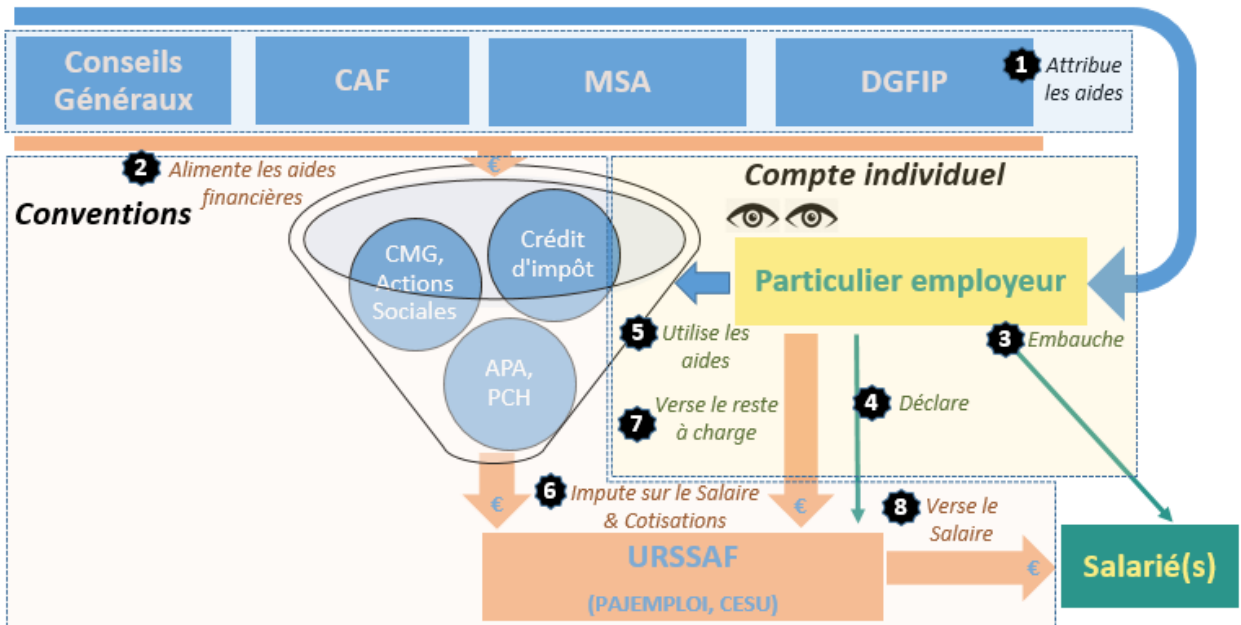 Conseils
Généraux
CAF
MSA
DGFIP
1 Attribue
les aides
2 Alimente les aides
financières
€
Conventions
Compte individuel
CMG,
Actions
Sociales
Crédit
d'impôt
APA,
PCH
Particulier employeur
3 Embauche
5 Utilise les
aides
4 Déclare
7 Verse le reste
à charge
€
6 Impute sur le Salaire
& Cotisations
€
8 Verse le
Salaire
€
URSSAF
(PAJEMPLOI, CESU)
Salarié(s)